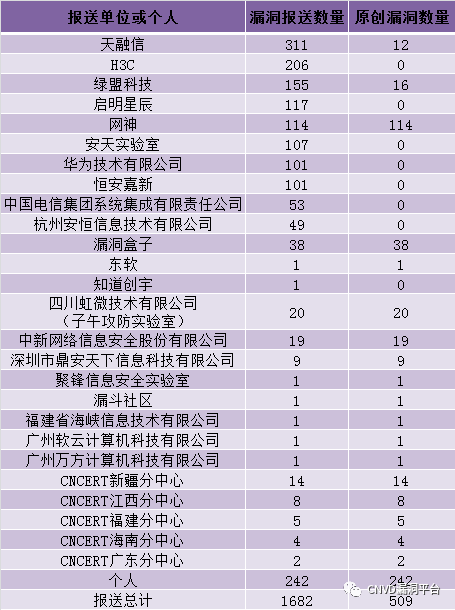 报送单位或个人 漏洞报送数量 原创漏洞数量
天融信 311 12
H3C 206 0
绿盟科技 155 16
启明星辰 117 0
网神 114 114
安天实验室 107 0
华为技术有限公司 101 0
恒安嘉新 101 0
中国电信集团系统集成有限责任公司 53 0
杭州安恒信息技术有限公司 49 0
漏洞盒子 38 38
东软 1 1
知道创宇 1 0
四川虹微技术有限公司
（子午攻防实验室） 20 20
中新网络信息安全股份有限公司 19 19
深圳市鼎安天下信息科技有限公司 9 9
聚锋信息安全实验室 1 1
漏斗社区 1 1
福建省海峡信息技术有限公司 1 1
广州软云计算机科技有限公司 1 1
广州万方计算机科技有限公司 1 1
CNCERT新疆分中心 14 14
CNCERT江西分中心 8 8
CNCERT福建分中心 5 5
CNCERT海南分中心 4 4
CNCERT广东分中心 2 2
个人 242 242
报送总计 1682 509
CNVD漏洞平台